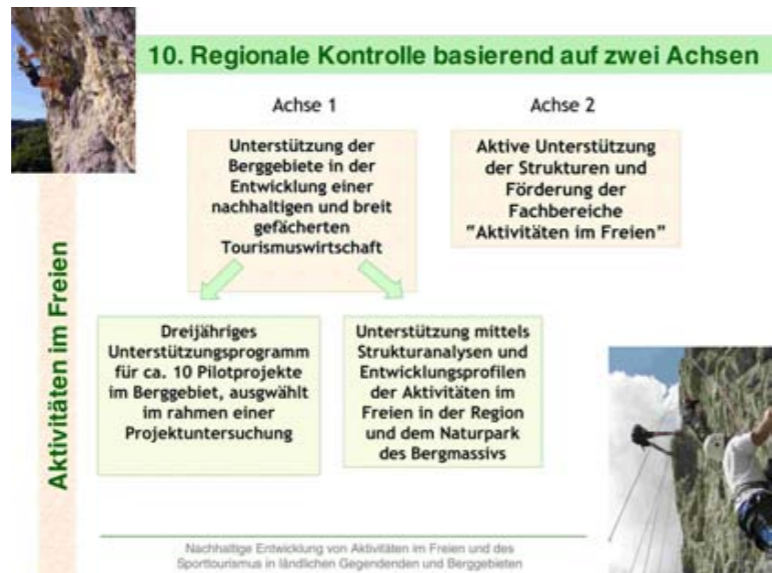 10. Regionale Kontrolle basierend auf zwei Achsen
Achse 1
Unterstützung der
Berggebiete in der
Entwicklung einer
nachhaltigen und breit
gefächerten
Tourismuswirtschaft
Achse 2
Aktive Unterstützung
der Strukturen und
Förderung der
Fachbereiche
"Aktivitäten im Freien"
Dreijähriges
Unterstützungsprogramm
für ca. 10 Pilotprojekte
im Berggebiet, ausgwählt
im rahmen einer
Projektuntersuchung
Unterstützung mittels
Strukturanalysen und
Entwicklungsprofilen
der Aktivitäten im
Freien in der Region
und dem Naturpark
des Bergmassivs
Aktivitäten im Freien
Nachhaltige Entwicklung von Aktivitäten im Freien und des
Sporttourismus in ländlichen Gegendenden und Berggebieten